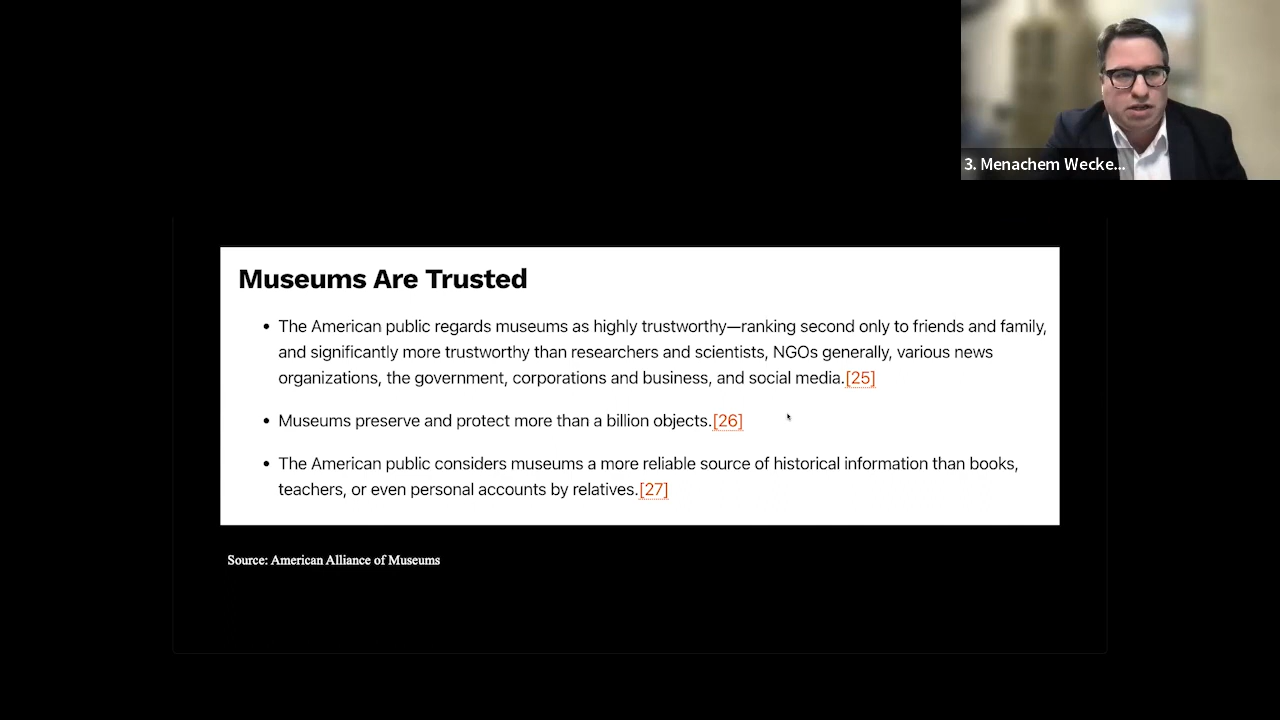 3. Menachem Wecke...
Museums Are Trusted
• The American public regards museums as highly trustworthy—ranking second only to friends and family,
and significantly more trustworthy than researchers and scientists, NGOs generally, various news
organizations, the government, corporations and business, and social media.[25]
• Museums preserve and protect more than a billion objects.[26]
• The American public considers museums a more reliable source of historical information than books,
teachers, or even personal accounts by relatives.[27]
Source: American Alliance of Museums